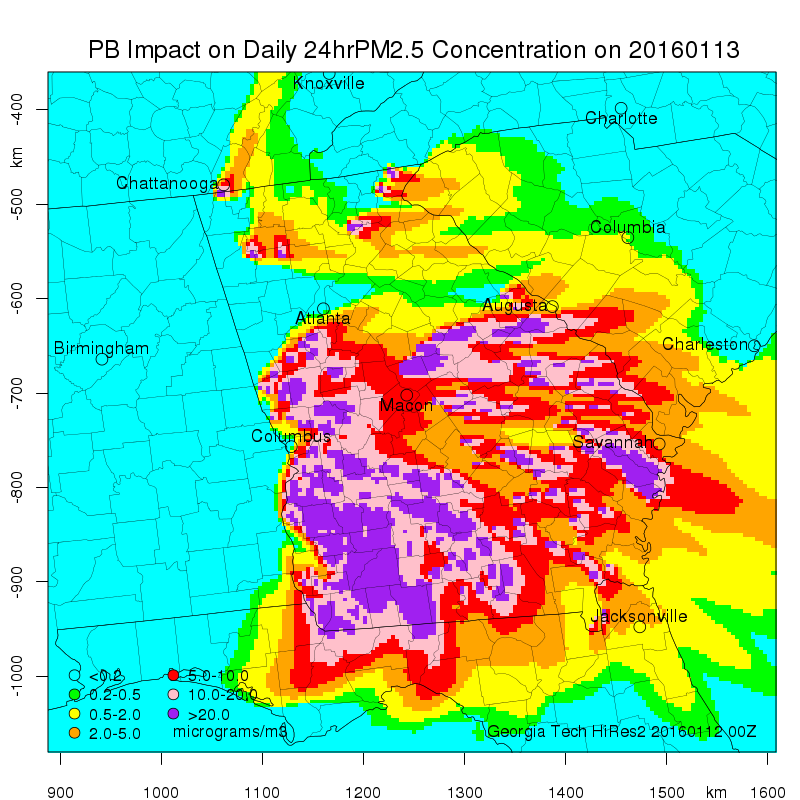 PB Impact on Daily 24hrPM2.5 Concentration on 20160113
Knoxville
Charlotte
Chattanooga
Columbia
Augusta
Atlanta
Charleston
Birmingham
Macon
Columbus
Savannah
Jacksonville
<0.2 5.0-10.0
0.2-0.5 10.0-20.0
0.5-2.0 >20.0
2.0-5.0 micrograms/m3
Georgia Tech HiRes2 20160112 00Z
-400
km
-500
-600
-700
-800
-900
-1000
900 1000 1100 1200 1300 1400 1500 km 1600